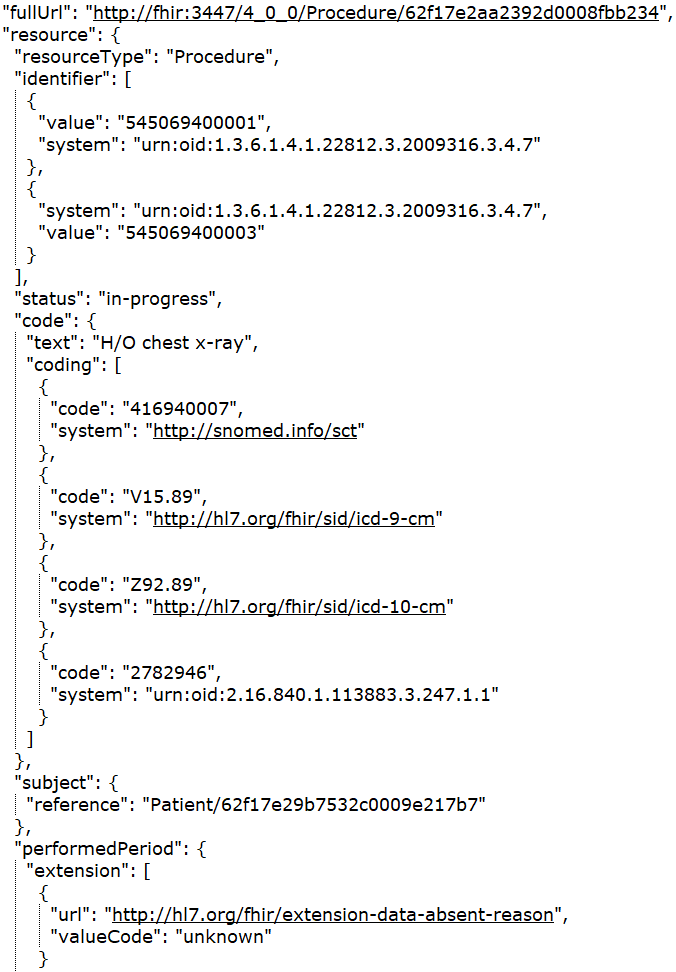 "fullUrl": "http://fhir:3447/4_0_0/Procedure/62f17e2aa2392d0008fbb234",
"resource": {
"resourceType": "Procedure",
"identifier": [
{
"value": "545069400001",
"system": "urn:oid:1.3.6.1.4.1.22812.3.2009316.3.4.7"
},
{
"system": "urn:oid:1.3.6.1.4.1.22812.3.2009316.3.4.7",
"value": "545069400003"
}
],
"status": "in-progress",
"code": {
"text": "H/O chest x-ray",
"coding": [
{
"code": "416940007",
"system": "http://snomed.info/sct"
},
{
"code": "V15.89",
"system": "http://hl7.org/fhir/sid/icd-9-cm"
},
{
"code": "Z92.89",
"system": "http://hl7.org/fhir/sid/icd-10-cm"
},
{
"code": "2782946",
"system": "urn:oid:2.16.840.1.113883.3.247.1.1"
}
]
},
"subject": {
"reference": "Patient/62f17e29b7532c0009e217b7"
},
"performedPeriod": {
"extension": [
{
"url": "http://hl7.org/fhir/extension-data-absent-reason",
"valueCode": "unknown"
}